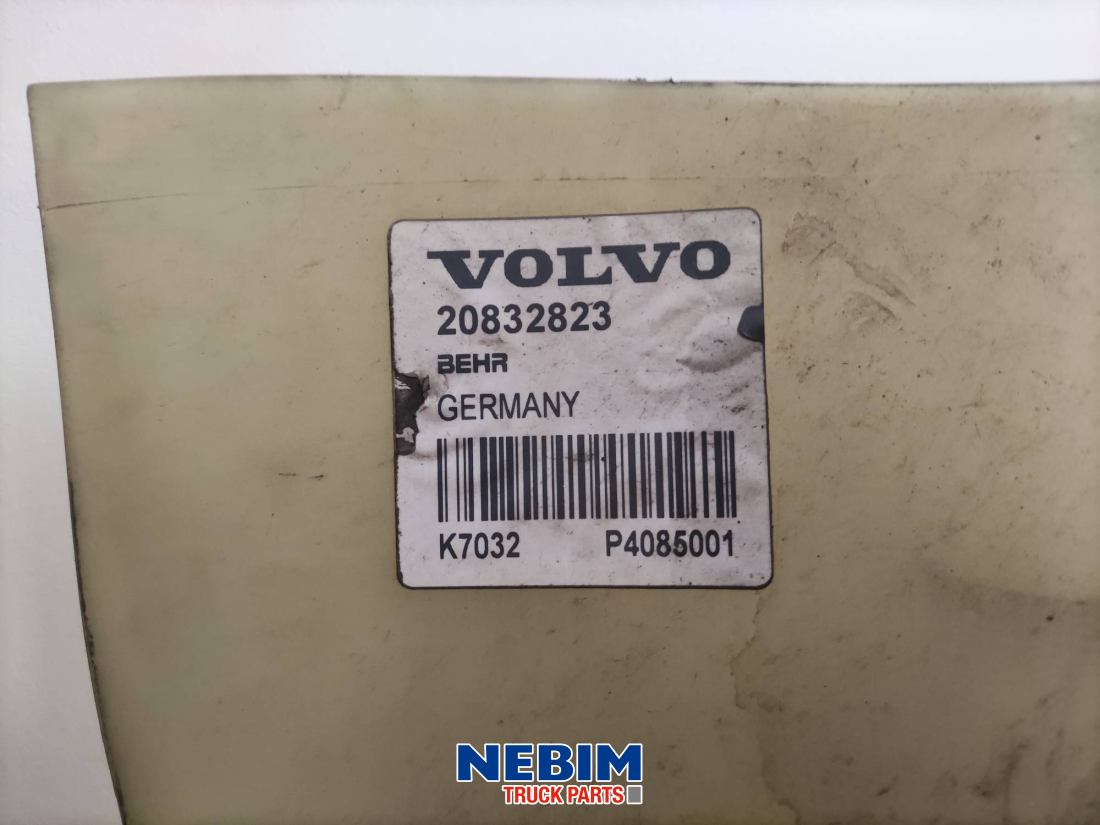 VOLVO
20832823
BEHR
GERMANY
K7032 P4085001
NEBIM
TRUCK PARTS